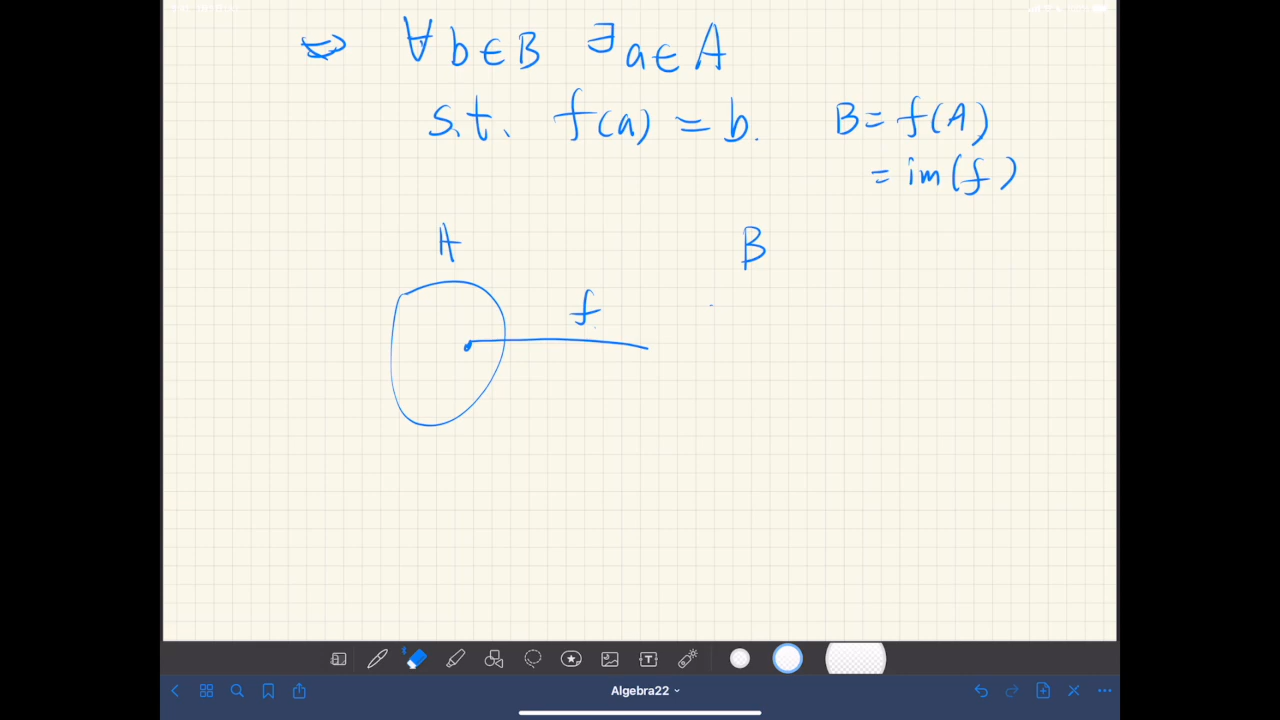 ⇔ ∀b∈B ∃a∈A
s.t. f(a) = b. B = f(A)
= im(f)
A B
f
Algebra22